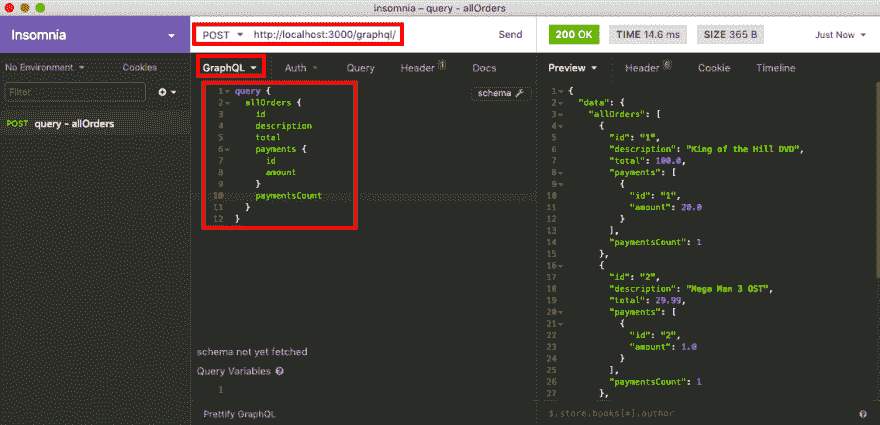 insomnia – query - allOrders
Insomnia
POST http://localhost:3000/graphql/ Send
200 OK TIME 14.6 ms SIZE 365 B Just Now
No Environment Cookies
GraphQL Auth Query Header 1 Docs
Preview Header 6 Cookie Timeline
Filter
POST query - allOrders
schema
1 query {
2 allOrders {
3 id
4 description
5 total
6 payments {
7 id
8 amount
9 }
10 paymentsCount
11 }
12 }
schema not yet fetched
Query Variables
1
Prettify GraphQL
1 {
2 "data": {
3 "allOrders": [
4 {
5 "id": "1",
6 "description": "King of the Hill DVD",
7 "total": 100.0,
8 "payments": [
9 {
10 "id": "1",
11 "amount": 20.0
12 }
13 ],
14 "paymentsCount": 1
15 },
16 {
17 "id": "2",
18 "description": "Mega Man 3 OST",
19 "total": 29.99,
20 "payments": [
21 {
22 "id": "2",
23 "amount": 1.0
24 }
25 ],
26 "paymentsCount": 1
27 },
$.store.books[*].author